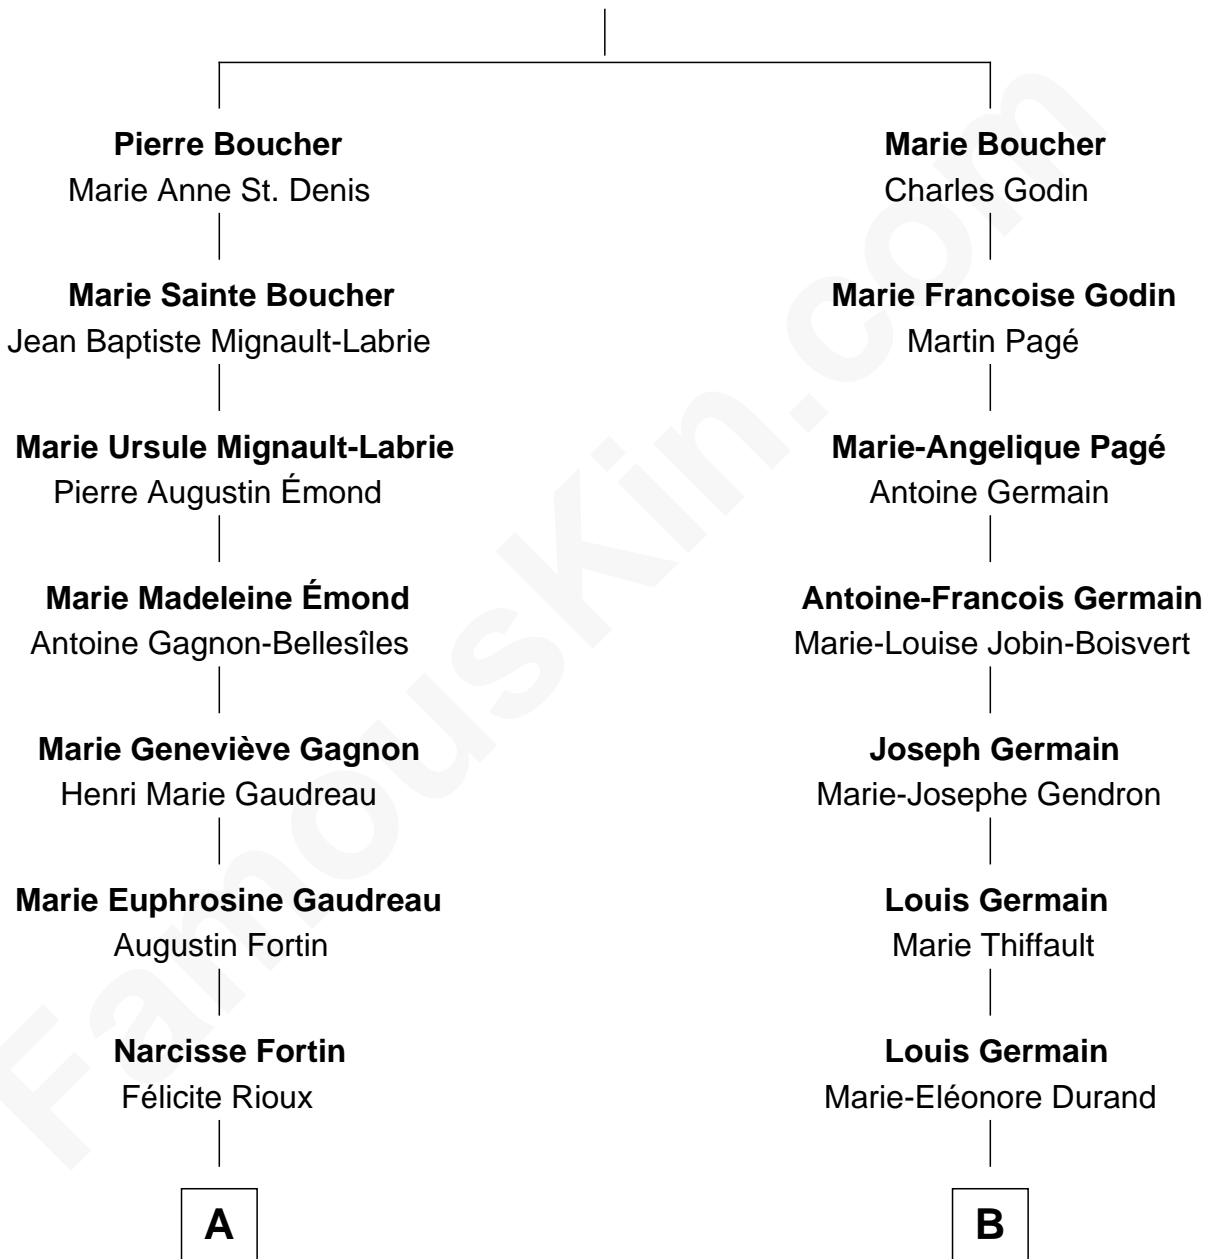 Pierre Boucher
Marie Anne St. Denis
Marie Sainte Boucher
Jean Baptiste Mignault-Labrie
Marie Ursule Mignault-Labrie
Pierre Augustin Émond
Marie Madeleine Émond
Antoine Gagnon-Bellesîles
Marie Geneviève Gagnon
Henri Marie Gaudreau
Marie Euphrosine Gaudreau
Augustin Fortin
Narcisse Fortin
Félicite Rioux
A
Marie Boucher
Charles Godin
Marie Francoise Godin
Martin Pagé
Marie-Angelique Pagé
Antoine Germain
Antoine-Francois Germain
Marie-Louise Jobin-Boisvert
Joseph Germain
Marie-Josephe Gendron
Louis Germain
Marie Thiffault
Louis Germain
Marie-Eléonore Durand
B
FamousKin.com